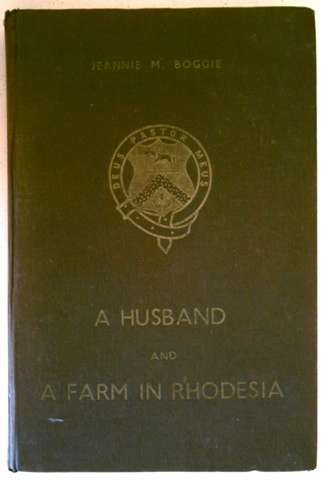 JEANNIE M. BOGGIE
DEUS PASTOR MEUS
A HUSBAND
AND
A FARM IN RHODESIA